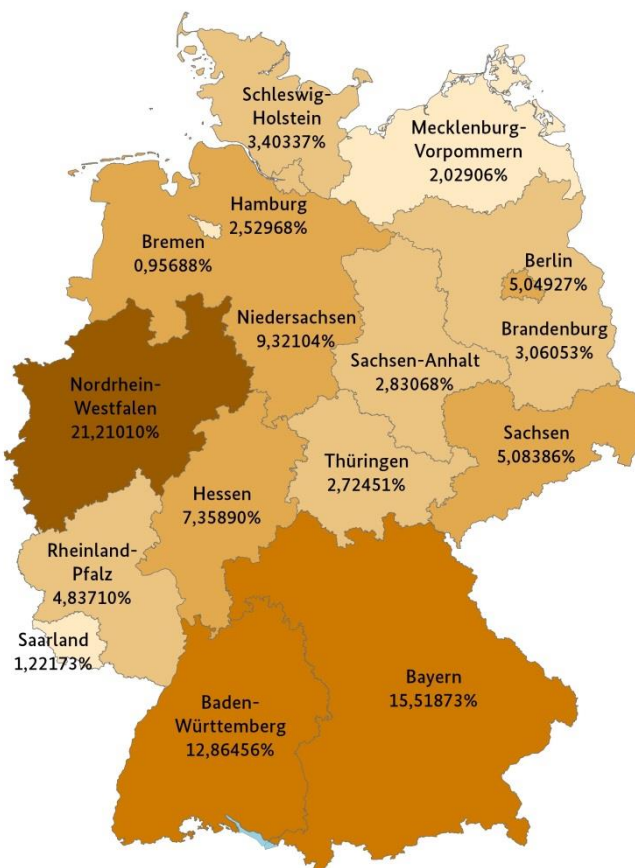 Schleswig-
Holstein
3,40337%
Mecklenburg-
Vorpommern
2,02906%
Hamburg
2,52968%
Bremen
0,95688%
Berlin
5,04927%
Niedersachsen
9,32104%
Brandenburg
3,06053%
Sachsen-Anhalt
2,83068%
Nordrhein-
Westfalen
21,21010%
Sachsen
5,08386%
Thüringen
2,72451%
Hessen
7,35890%
Rheinland-
Pfalz
4,83710%
Saarland
1,22173%
Bayern
15,51873%
Baden-
Württemberg
12,86456%